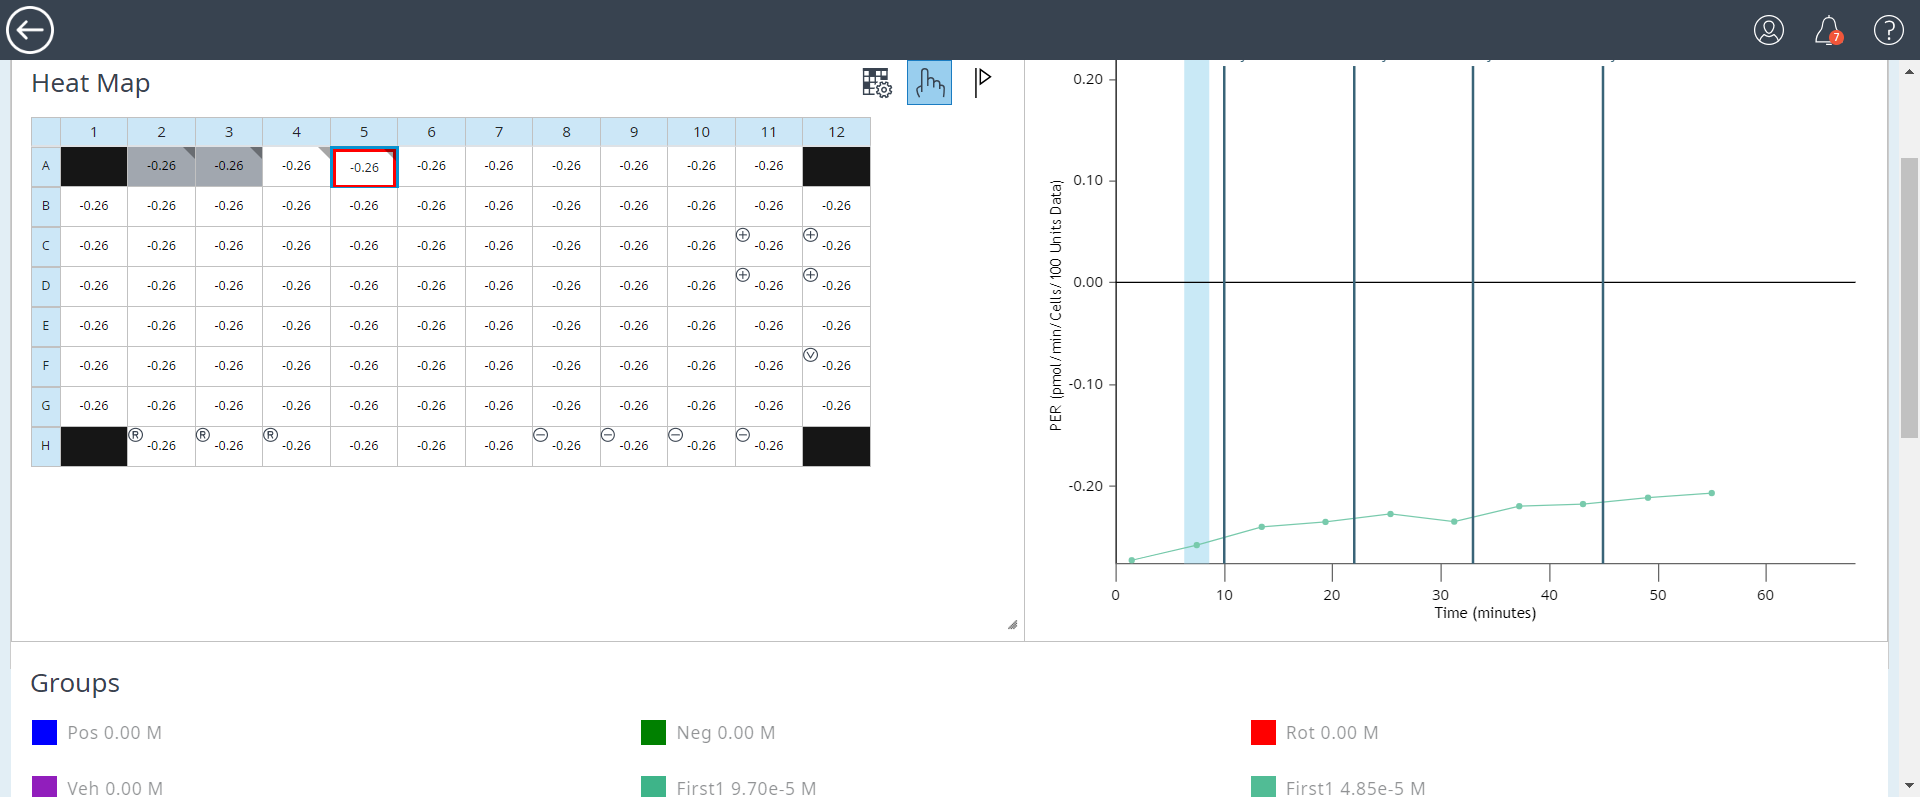 7
Heat Map
1 2 3 4 5 6 7 8 9 10 11 12
A -0.26 -0.26 -0.26 -0.26 -0.26 -0.26 -0.26 -0.26 -0.26 -0.26
B -0.26 -0.26 -0.26 -0.26 -0.26 -0.26 -0.26 -0.26 -0.26 -0.26 -0.26 -0.26
C -0.26 -0.26 -0.26 -0.26 -0.26 -0.26 -0.26 -0.26 -0.26 -0.26 -0.26 -0.26
D -0.26 -0.26 -0.26 -0.26 -0.26 -0.26 -0.26 -0.26 -0.26 -0.26 -0.26 -0.26
E -0.26 -0.26 -0.26 -0.26 -0.26 -0.26 -0.26 -0.26 -0.26 -0.26 -0.26 -0.26
F -0.26 -0.26 -0.26 -0.26 -0.26 -0.26 -0.26 -0.26 -0.26 -0.26 -0.26 V -0.26
G -0.26 -0.26 -0.26 -0.26 -0.26 -0.26 -0.26 -0.26 -0.26 -0.26 -0.26 -0.26
H R -0.26 R -0.26 R -0.26 -0.26 -0.26 -0.26 -0.26 -0.26 -0.26 -0.26
PER (pmol/min/Cells/100 Units Data)
0.20
0.10
0.00
-0.10
-0.20
0 10 20 30 40 50 60
Time (minutes)
Groups
Pos 0.00 M
Neg 0.00 M
Rot 0.00 M
Veh 0.00 M
First1 9.70e-5 M
First1 4.85e-5 M